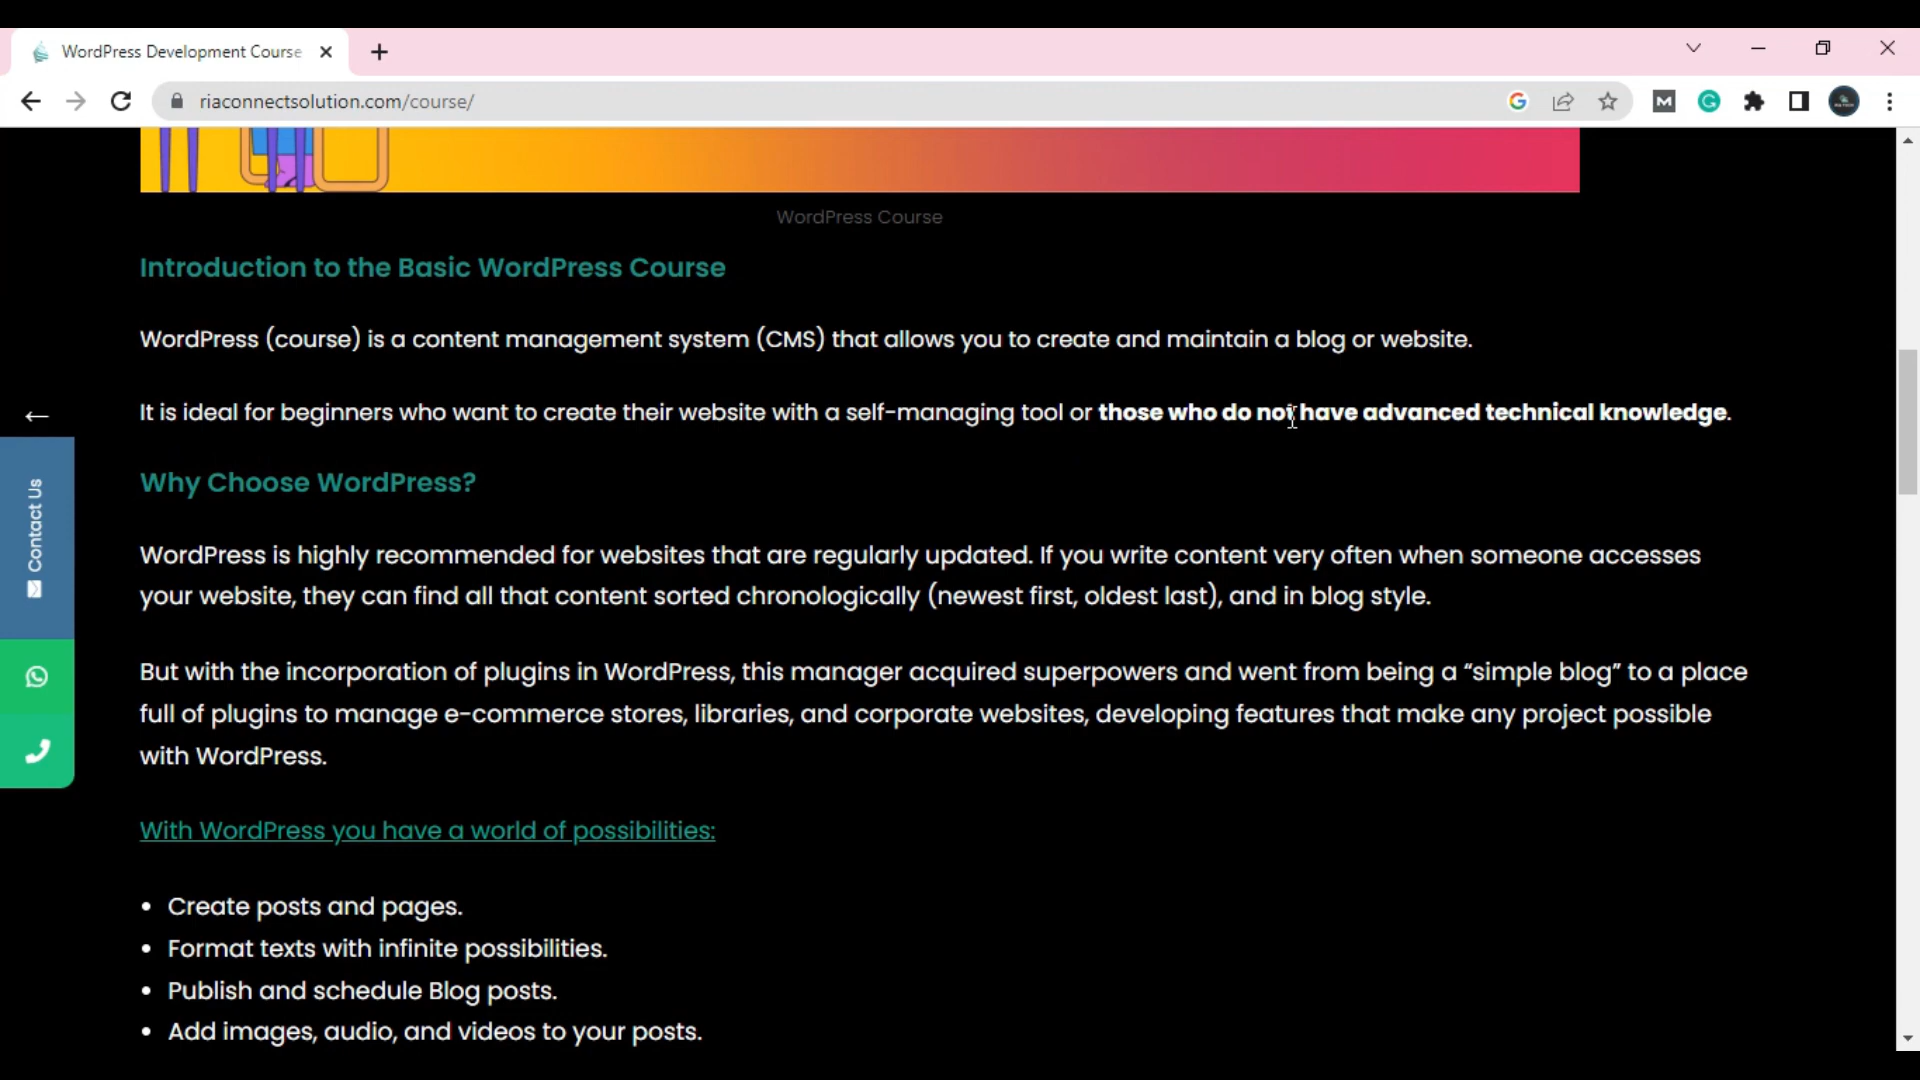 WordPress Development Course
riaconnectsolution.com/course/
WordPress Course
Introduction to the Basic WordPress Course
WordPress (course) is a content management system (CMS) that allows you to create and maintain a blog or website.
It is ideal for beginners who want to create their website with a self-managing tool or those who do not have advanced technical knowledge.
Why Choose WordPress?
WordPress is highly recommended for websites that are regularly updated. If you write content very often when someone accesses
your website, they can find all that content sorted chronologically (newest first, oldest last), and in blog style.
But with the incorporation of plugins in WordPress, this manager acquired superpowers and went from being a “simple blog” to a place
full of plugins to manage e-commerce stores, libraries, and corporate websites, developing features that make any project possible
with WordPress.
With WordPress you have a world of possibilities:
• Create posts and pages.
• Format texts with infinite possibilities.
• Publish and schedule Blog posts.
• Add images, audio, and videos to your posts.
Contact Us